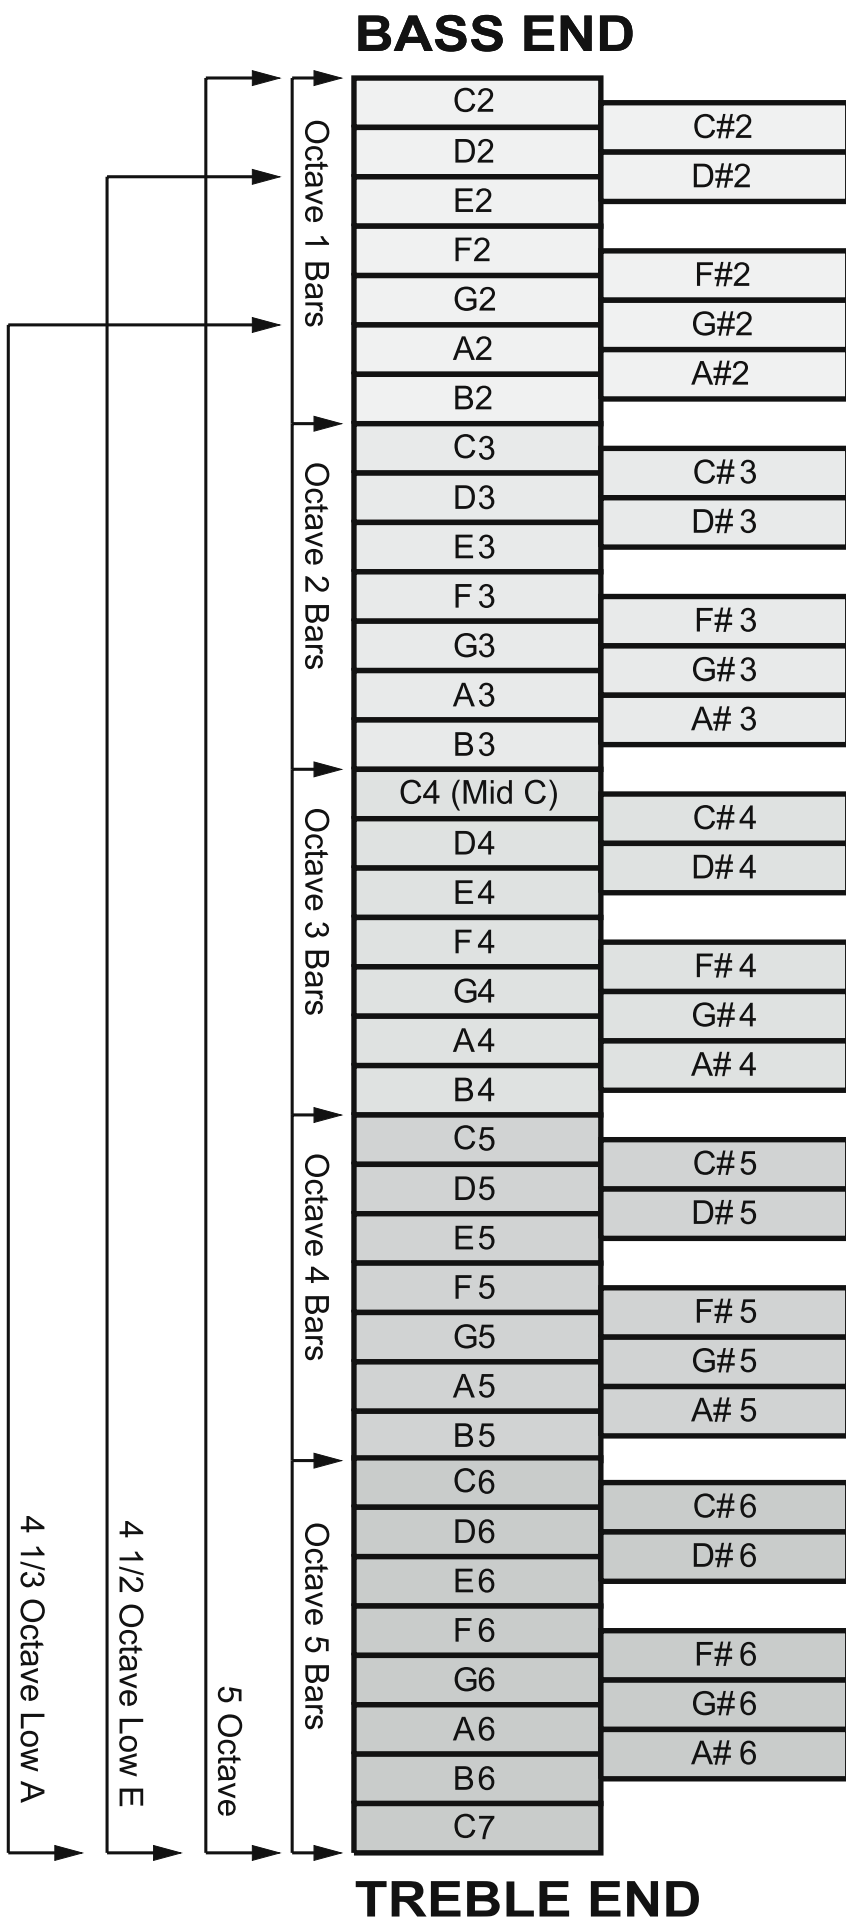 BASS END
C2
C#2
D2
D#2
E2
F2
F#2
G2
G#2
A2
A#2
B2
C3
C#3
D3
D#3
E3
F3
F#3
G3
G#3
A3
A#3
B3
C4 (Mid C)
C#4
D4
D#4
E4
F4
F#4
G4
G#4
A4
A#4
B4
C5
C#5
D5
D#5
E5
F5
F#5
G5
G#5
A5
A#5
B5
C6
C#6
D6
D#6
E6
F6
F#6
G6
G#6
A6
A#6
B6
C7
Octave 1 Bars
Octave 2 Bars
Octave 3 Bars
Octave 4 Bars
Octave 5 Bars
4 1/3 Octave Low A
4 1/2 Octave Low E
5 Octave
TREBLE END